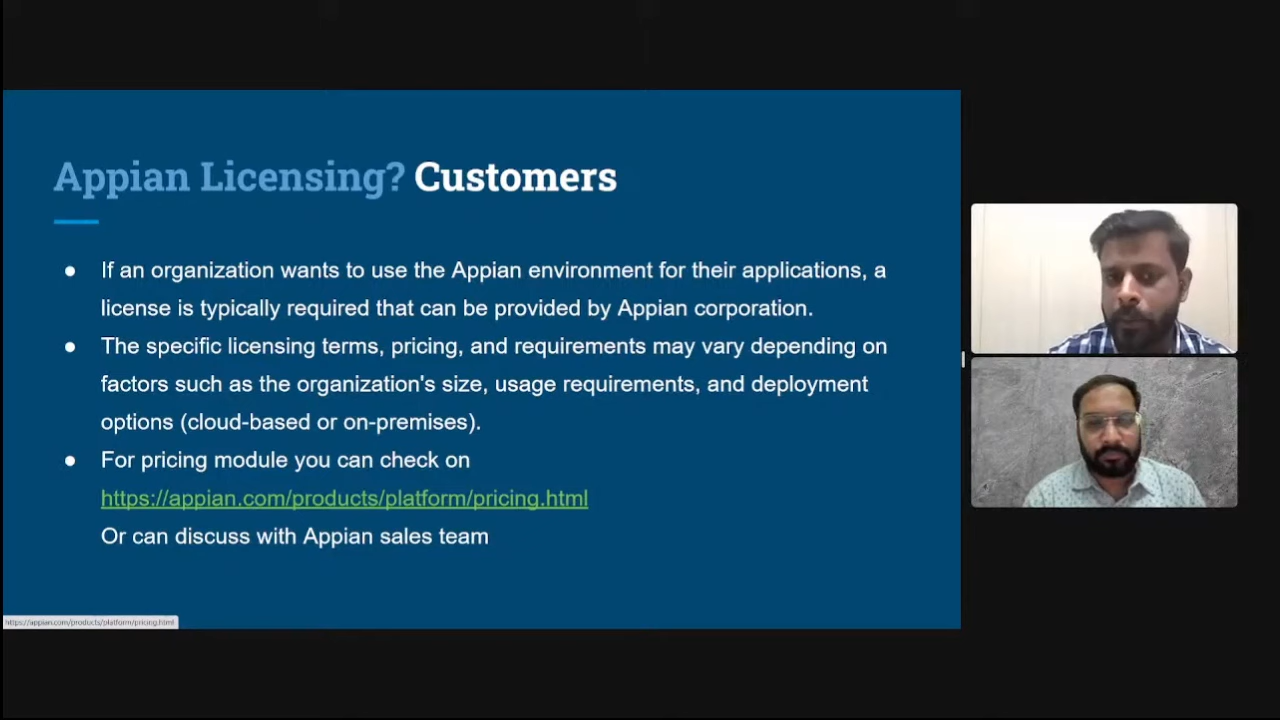 Appian Licensing? Customers
● If an organization wants to use the Appian environment for their applications, a
license is typically required that can be provided by Appian corporation.
● The specific licensing terms, pricing, and requirements may vary depending on
factors such as the organization's size, usage requirements, and deployment
options (cloud-based or on-premises).
● For pricing module you can check on
https://appian.com/products/platform/pricing.html
Or can discuss with Appian sales team
https://appian.com/products/platform/pricing.html